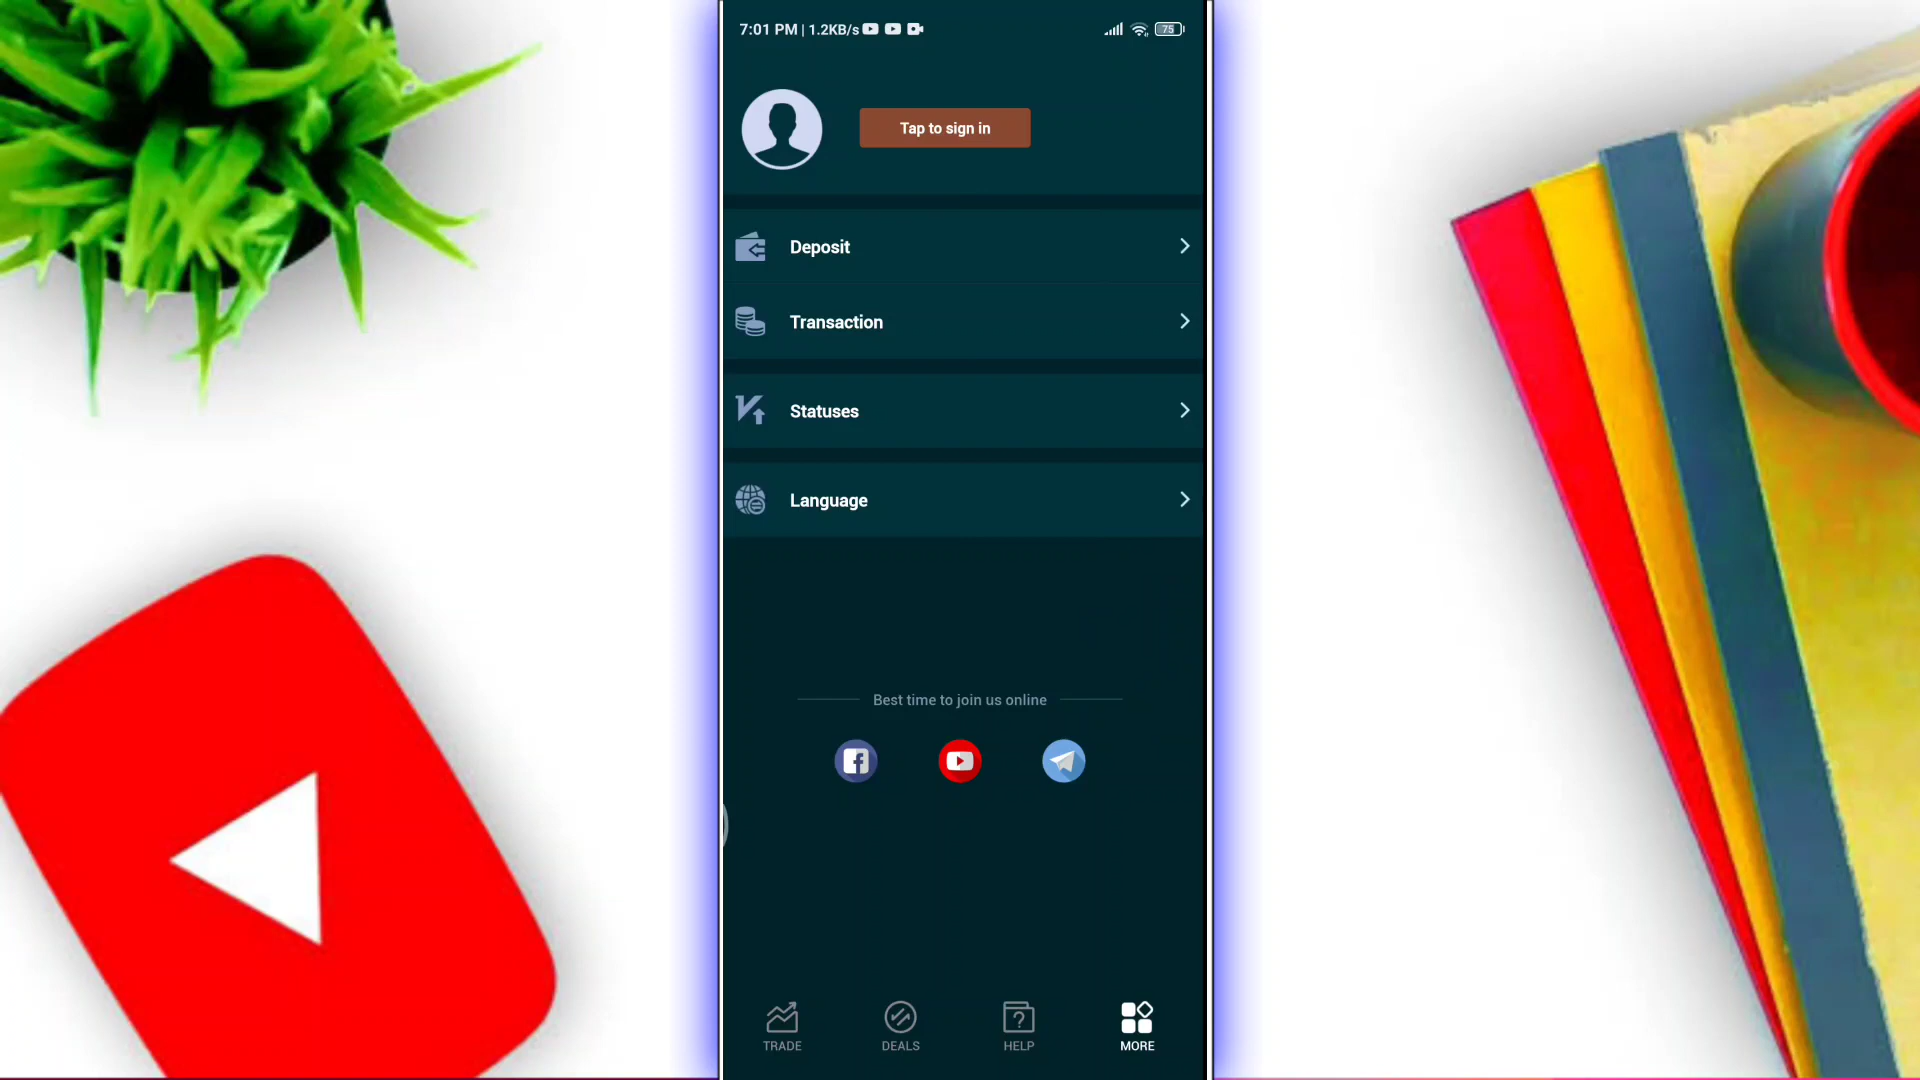 7:01 PM | 1.2KB/s
75
Tap to sign in
Deposit
Transaction
Statuses
Language
Best time to join us online
TRADE
DEALS
HELP
MORE